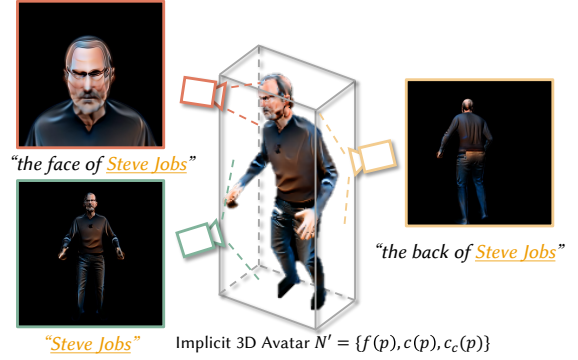 “the face of Steve Jobs”
“the back of Steve Jobs”
“Steve Jobs”
Implicit 3D Avatar N′ = {f(p), c(p), c_c(p)}